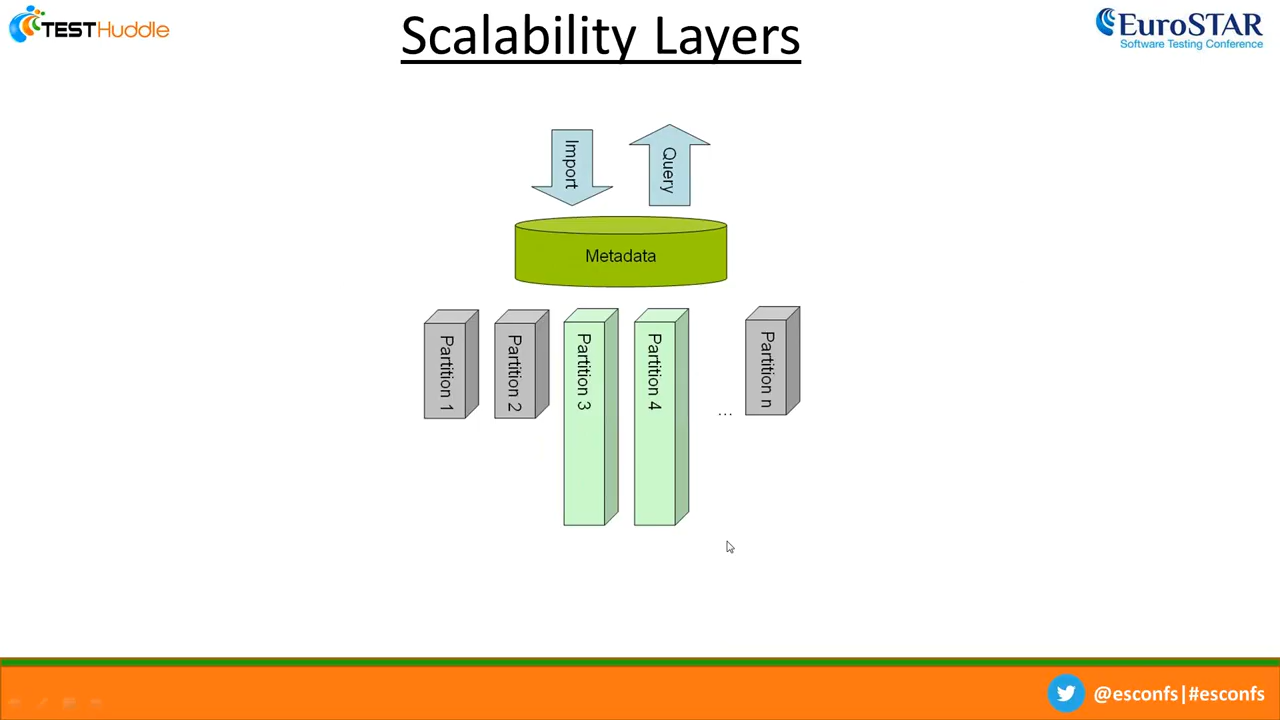 TESTHuddle
Scalability Layers
EuroSTAR
Software Testing Conference
Import
Query
Metadata
Partition 1
Partition 2
Partition 3
Partition 4
...
Partition n
@esconfs|#esconfs